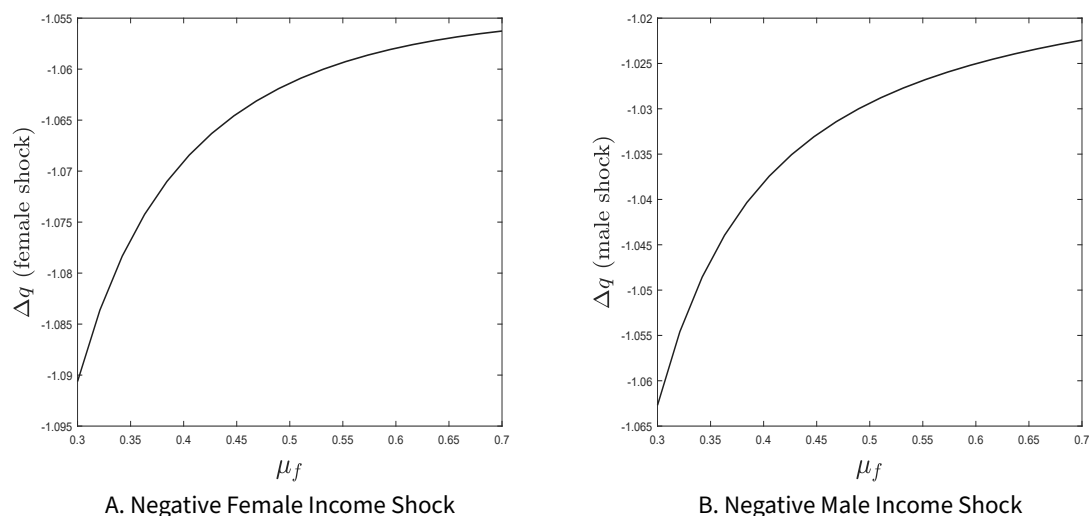 -1.055
-1.06
-1.065
-1.07
-1.075
-1.08
-1.085
-1.09
-1.095
Δq (female shock)
0.3 0.35 0.4 0.45 0.5 0.55 0.6 0.65 0.7
μf
A. Negative Female Income Shock
-1.02
-1.025
-1.03
-1.035
-1.04
-1.045
-1.05
-1.055
-1.06
-1.065
Δq (male shock)
0.3 0.35 0.4 0.45 0.5 0.55 0.6 0.65 0.7
μf
B. Negative Male Income Shock